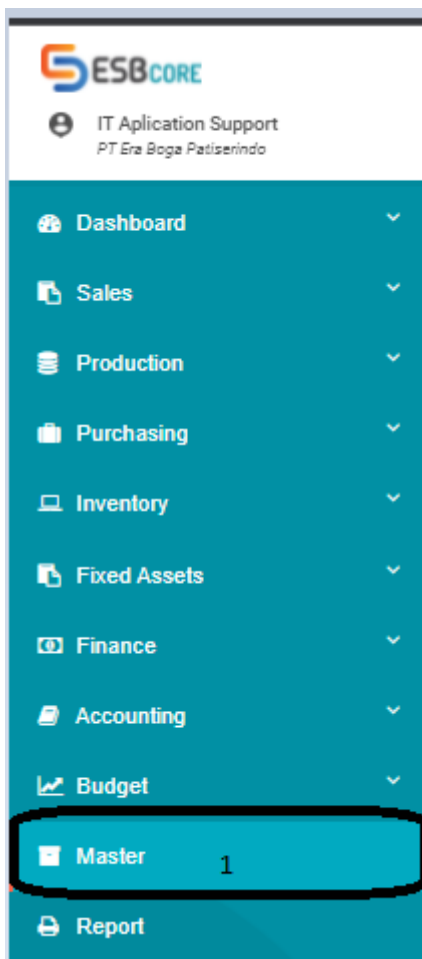 ESBCORE
IT Aplication Support
PT Era Boga Patiserindo
Dashboard
Sales
Production
Purchasing
Inventory
Fixed Assets
Finance
Accounting
Budget
Master 1
Report